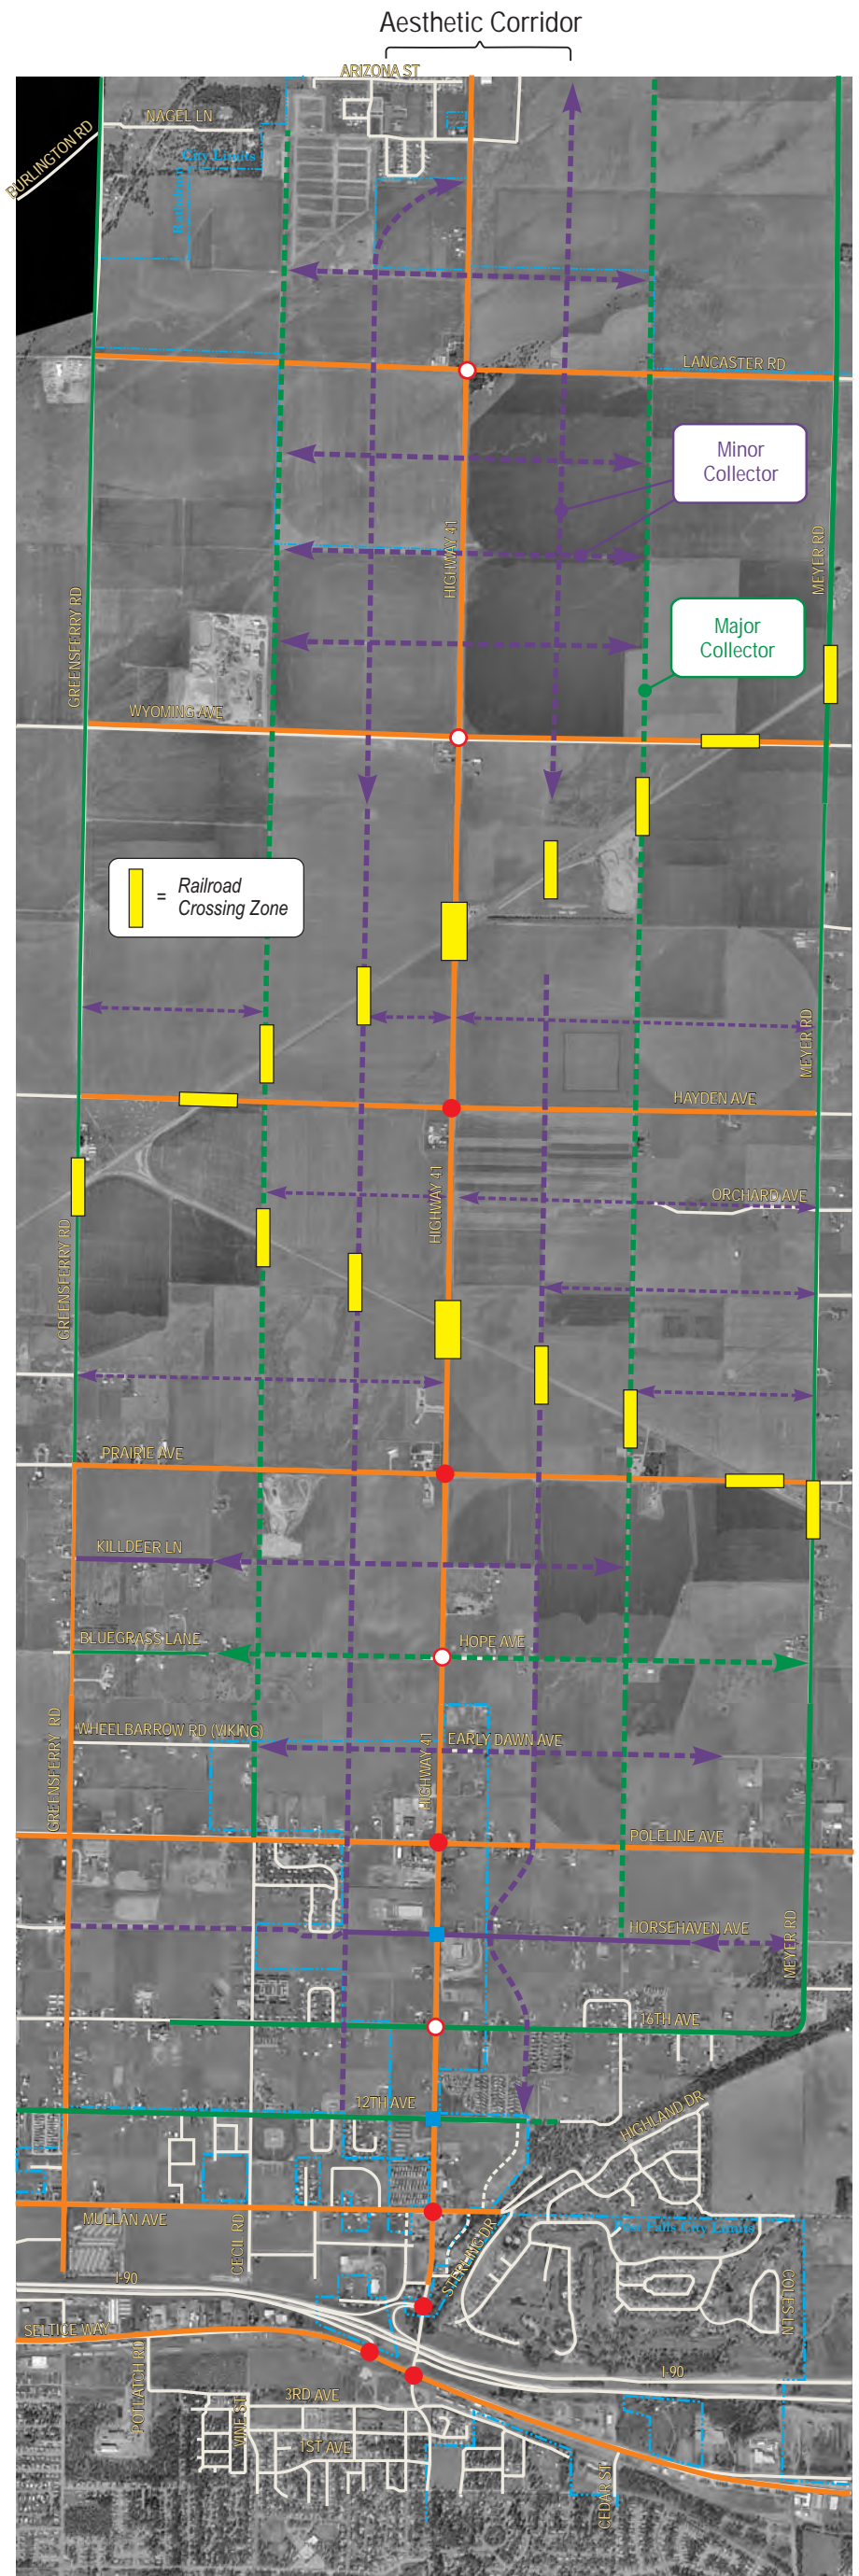 Aesthetic Corridor
ARIZONA ST
NAGEL LN
BURLINGTON RD
City Limits
Rathdrum
LANCASTER RD
Minor
Collector
HIGHWAY 41
MEYER RD
GREENSFERRY RD
Major
Collector
WYOMING AVE
= Railroad
Crossing Zone
MEYER RD
HAYDEN AVE
HIGHWAY 41
ORCHARD AVE
GREENSFERRY RD
PRAIRIE AVE
KILLDEER LN
BLUEGRASS LANE
HOPE AVE
GREENSFERRY RD
WHEELBARROW RD (VIKING)
HIGHWAY 41
EARLY DAWN AVE
POLELINE AVE
HORSEHAVEN AVE
MEYER RD
16TH AVE
12TH AVE
HIGHLAND DR
MULLAN AVE
CECIL RD
STERLING DR
Post Falls City Limits
COLTS LN
I-90
SELTICE WAY
POTLATCH RD
I-90
3RD AVE
VINE ST
1ST AVE
CEDAR ST